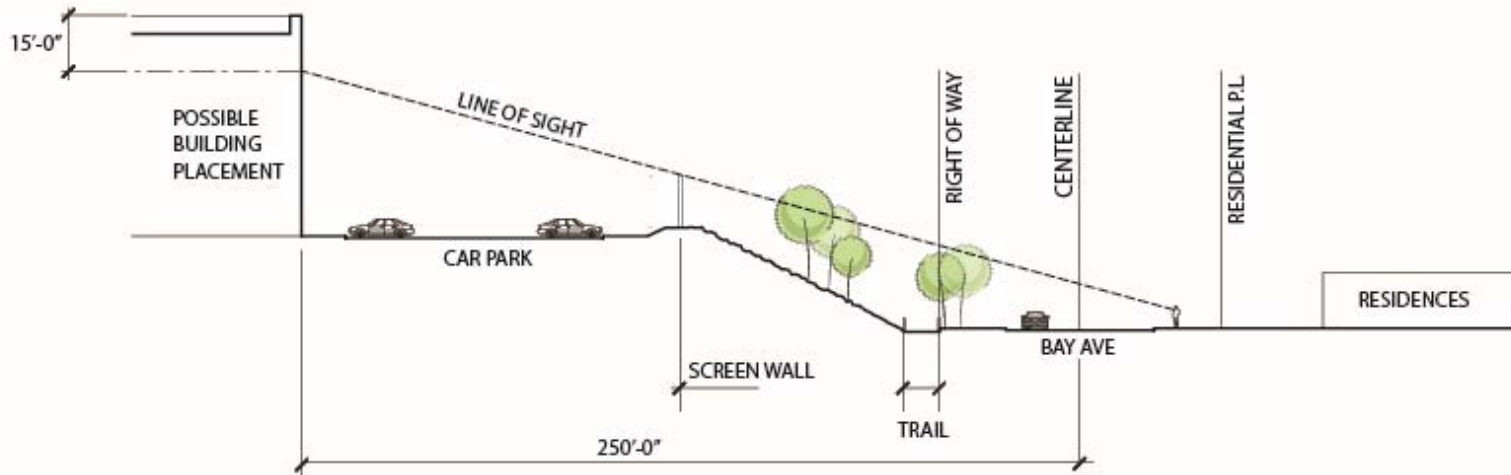 15'-0"
POSSIBLE
BUILDING
PLACEMENT
LINE OF SIGHT
RIGHT OF WAY
CENTERLINE
RESIDENTIAL P.L.
CAR PARK
RESIDENCES
BAY AVE
SCREEN WALL
TRAIL
250'-0"